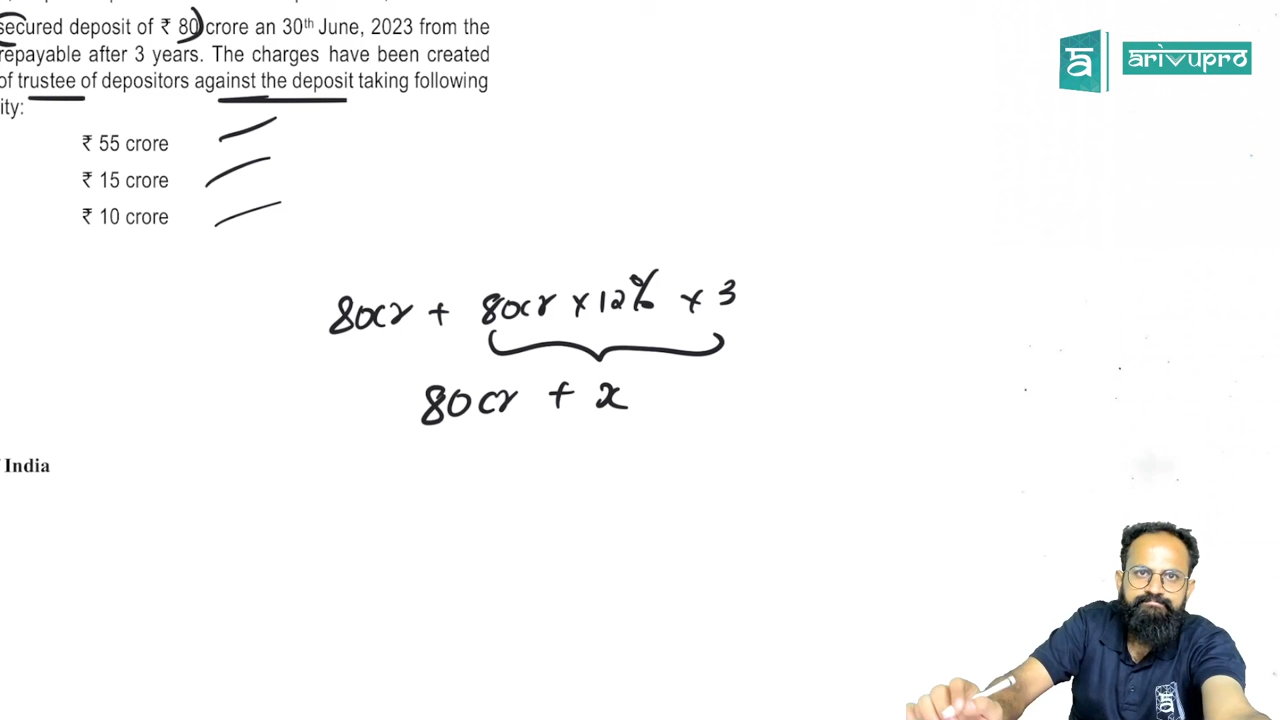 secured deposit of ₹ 80 crore an 30th June, 2023 from the
repayable after 3 years. The charges have been created
of trustee of depositors against the deposit taking following
ity:
₹ 55 crore
₹ 15 crore
₹ 10 crore
80cr + 80cr x 12% x 3
80cr + x
India
a
arivupro